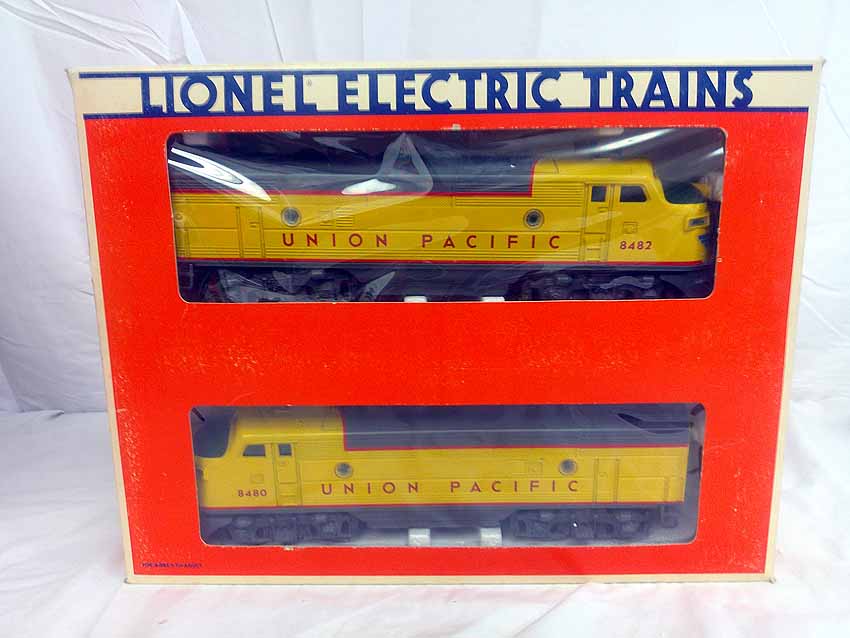 LIONEL® ELECTRIC TRAINS
UNION PACIFIC 8482
8480 UNION PACIFIC